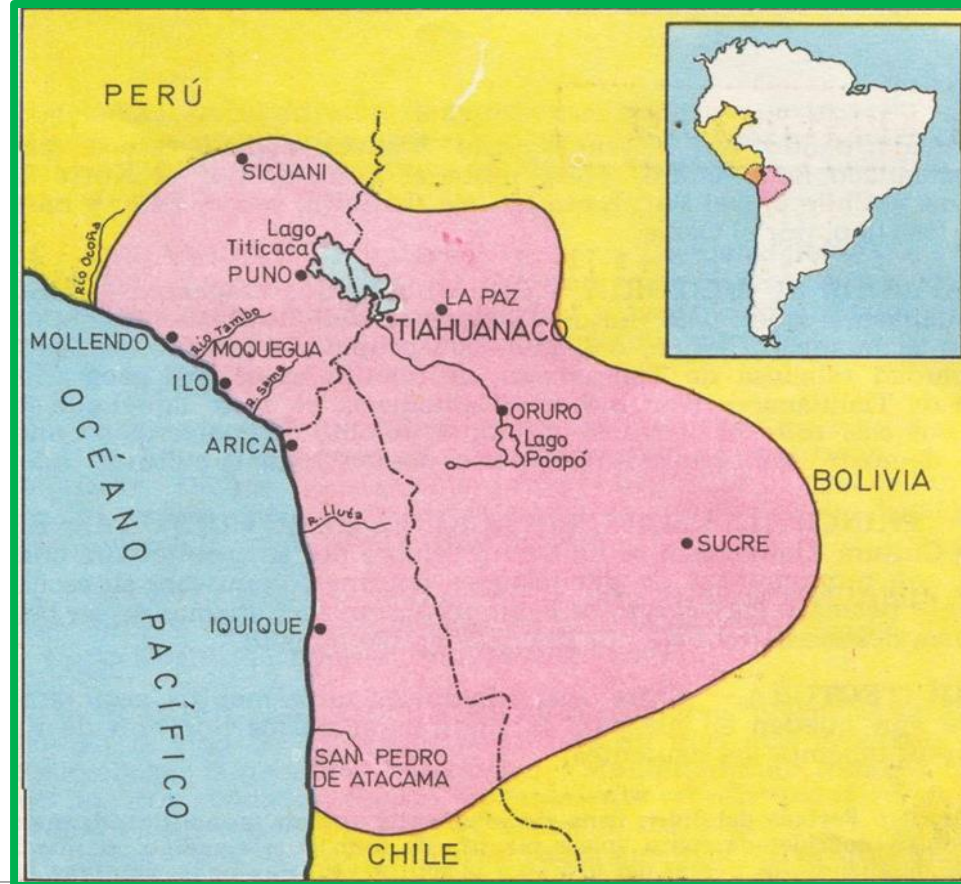 PERÚ
SICUANI
Lago
Titicaca
PUNO
Río Ocoña
LA PAZ
TIAHUANACO
MOLLENDO
Río Tambo
MOQUEGUA
ILO
R. Sama
ORURO
Lago
Poopó
ARICA
BOLIVIA
R. Lluta
SUCRE
IQUIQUE
OCÉANO PACÍFICO
SAN PEDRO
DE ATACAMA
CHILE